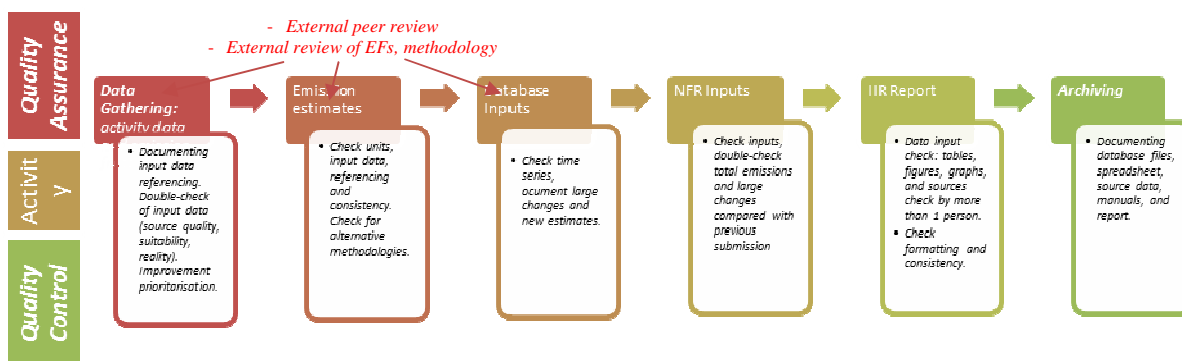 - External peer review
- External review of EFs, methodology
Quality
Assurance
Activit
y
Quality
Control
Data
Gathering:
activity data
• Documenting
input data
referencing.
Double-check
of input data
(source quality,
suitability,
reality).
Improvement
prioritorisation.
Emission
estimates
• Check units,
input data,
referencing
and
consistency.
Check for
alternative
methodologies.
Database
Inputs
• Check time
series,
ocument large
changes and
new estimates.
NFR Inputs
• Check inputs,
double-check
total emissions
and large
changes
compared with
previous
submission
IIR Report
• Data input
check: tables,
figures, graphs,
and sources
check by more
than 1 person.
• Check
formatting and
consistency.
Archiving
• Documenting
database files,
spreadsheet,
source data,
manuals, and
report.